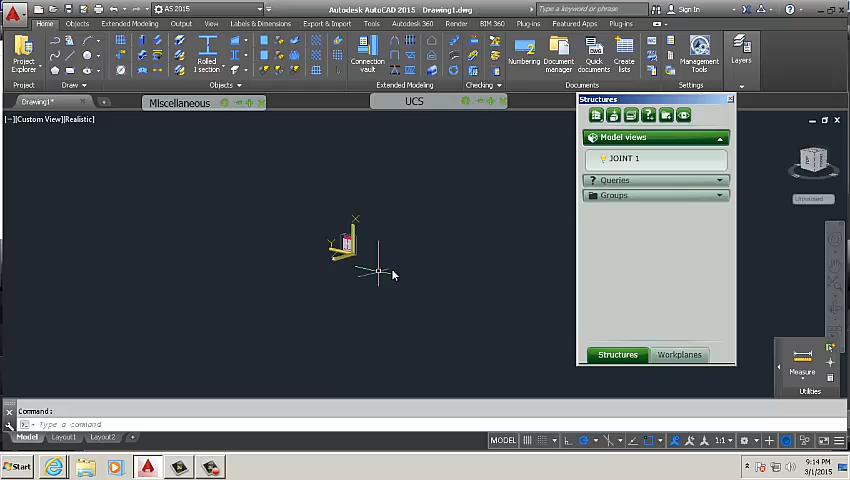 AS 2015
Autodesk AutoCAD 2015 Drawing1.dwg
Type a keyword or phrase
Sign In
Home Objects Extended Modeling Output View Labels & Dimensions Export & Import Tools Autodesk 360 Render BIM 360 Plug-ins Featured Apps Plug-ins
Project Explorer
Rolled I section
Connection vault
Numbering
Document manager
Quick documents
Create lists
Management Tools
Layers
Project Draw Objects Extended Modeling Checking Documents Settings
Drawing1*
Miscellaneous
UCS
Structures
[−][Custom View][Realistic]
Model views
JOINT 1
Queries
Groups
TOP
Unnamed
X
Y
Structures Workplanes
Measure
Utilities
Command:
Type a command
Model Layout1 Layout2
MODEL
1:1
Start
9:14 PM
3/1/2015